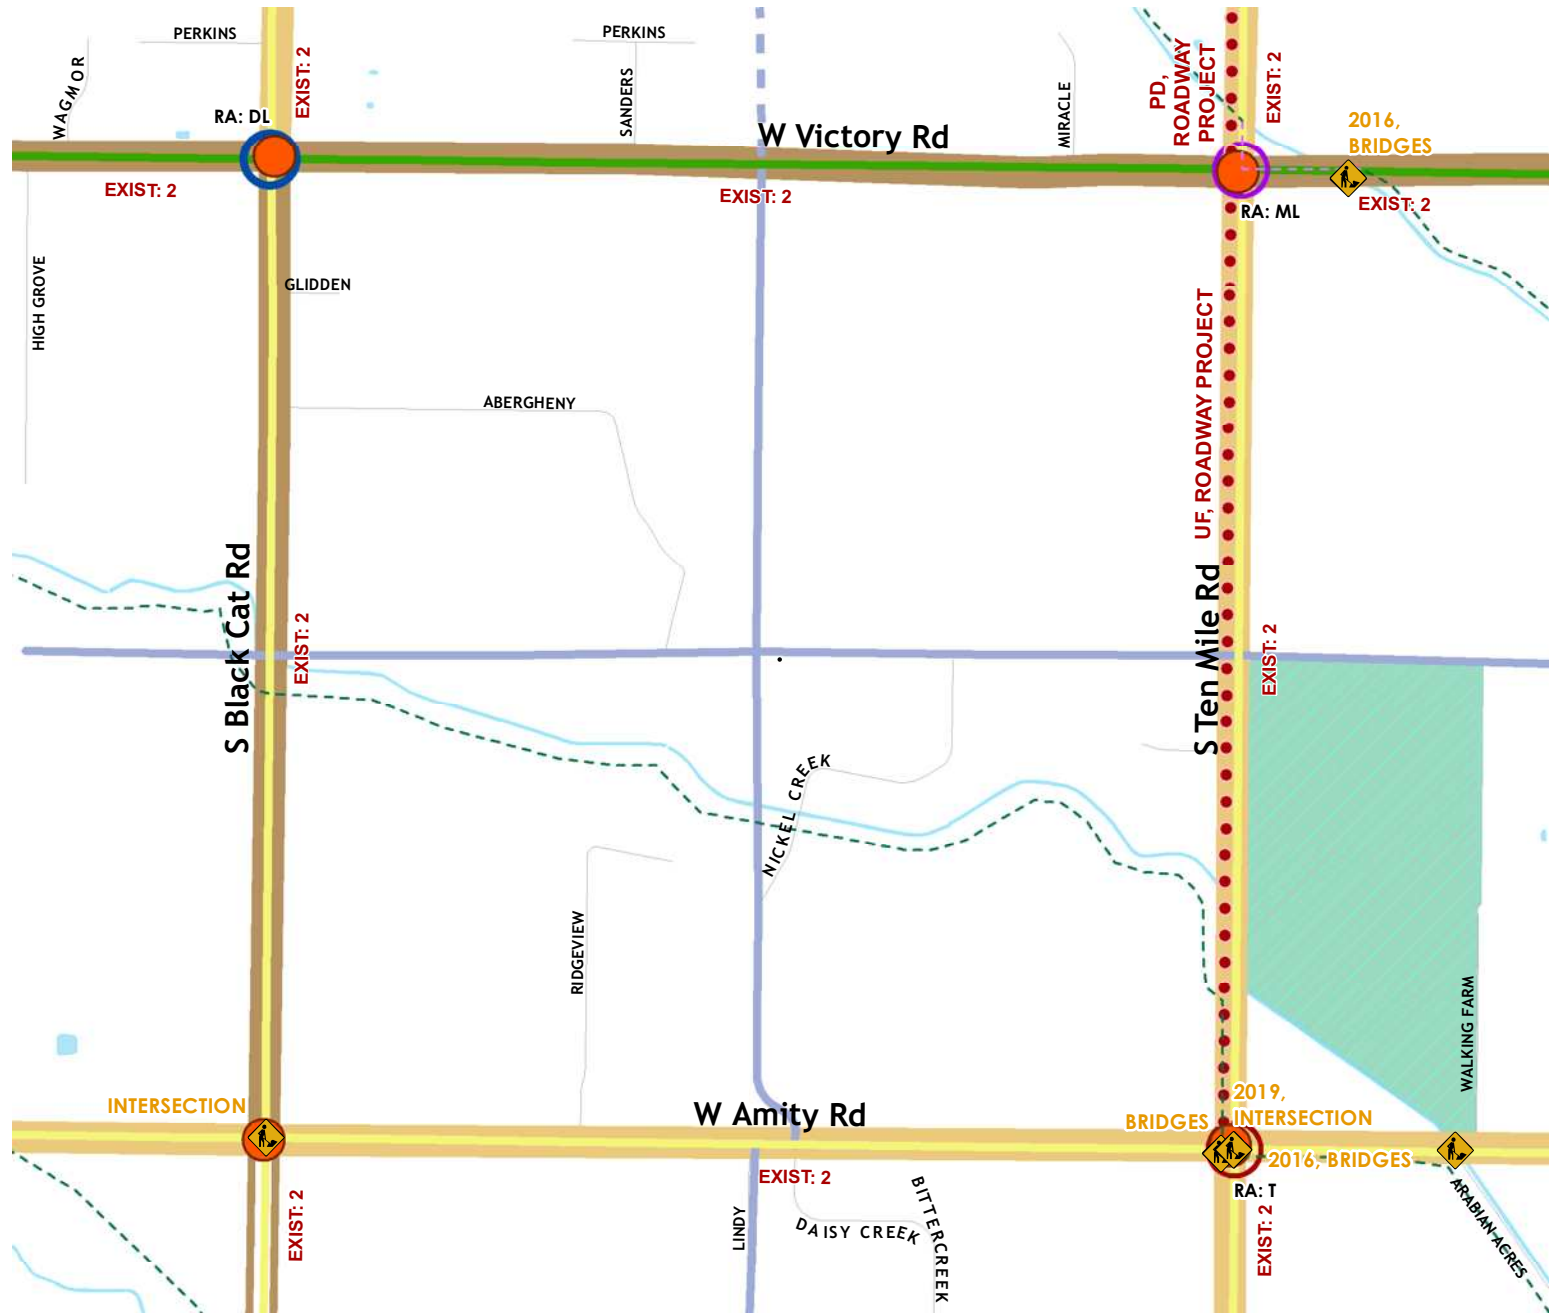 PERKINS
PERKINS
WAGMOR
EXIST: 2
SANDERS
MIRACLE
PD,
ROADWAY
PROJECT
EXIST: 2
RA: DL
W Victory Rd
2016,
BRIDGES
EXIST: 2
EXIST: 2
EXIST: 2
RA: ML
HIGH GROVE
GLIDDEN
UF, ROADWAY PROJECT
ABERGHENY
S Black Cat Rd
EXIST: 2
S Ten Mile Rd
EXIST: 2
NICKEL CREEK
RIDGEVIEW
WALKING FARM
INTERSECTION
W Amity Rd
BRIDGES
2019,
INTERSECTION
2016, BRIDGES
EXIST: 2
RA: T
EXIST: 2
LINDY
DAISY CREEK
BITTERCREEK
EXIST: 2
ARABIAN ACRES